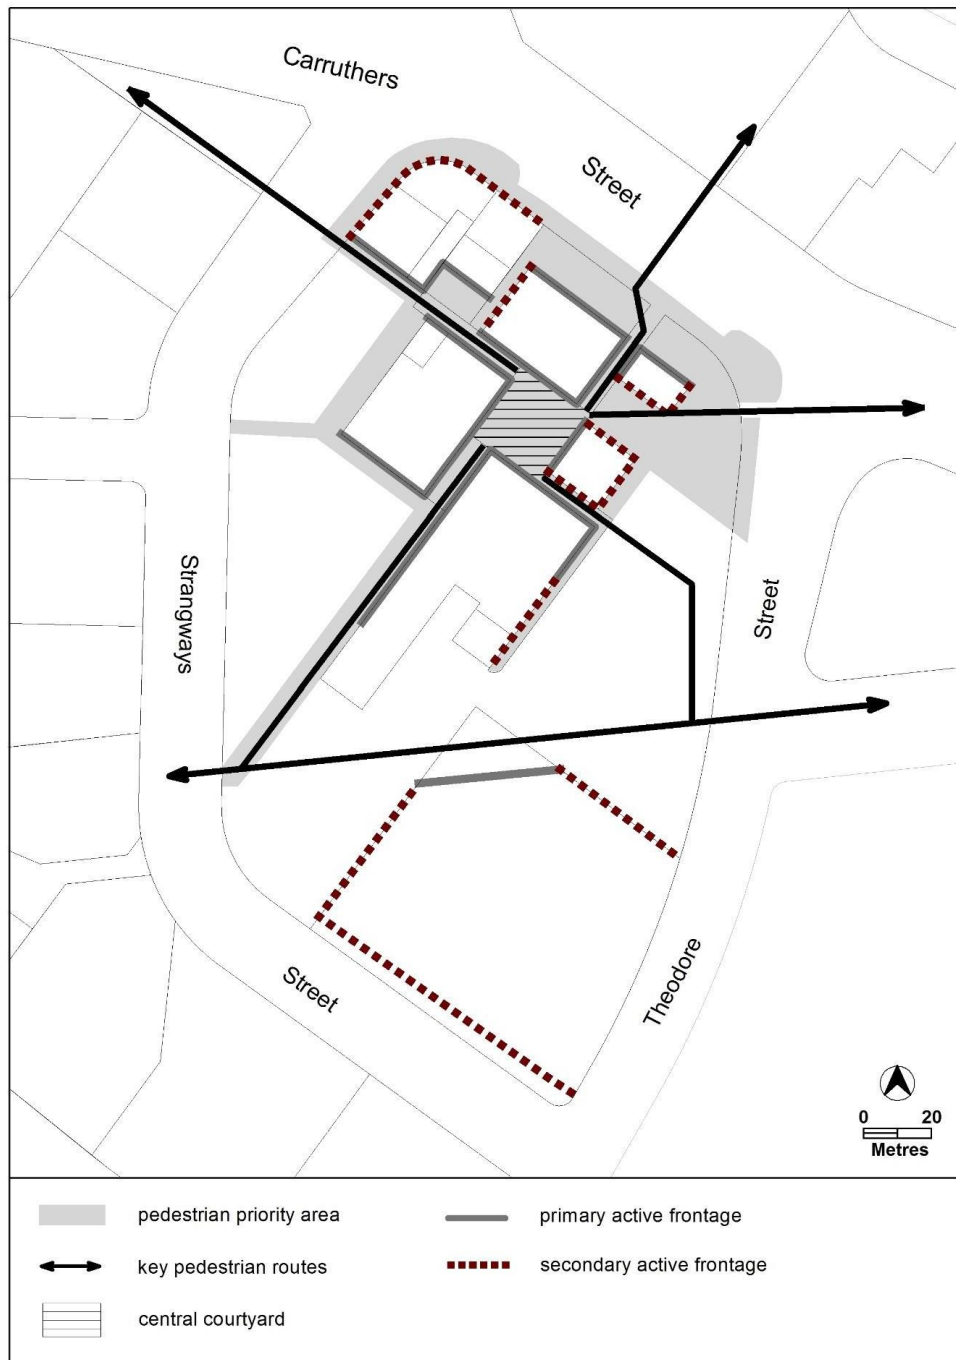 Carruthers
Street
Strangways
Street
Street
Theodore
0 20
Metres
pedestrian priority area
primary active frontage
key pedestrian routes
secondary active frontage
central courtyard